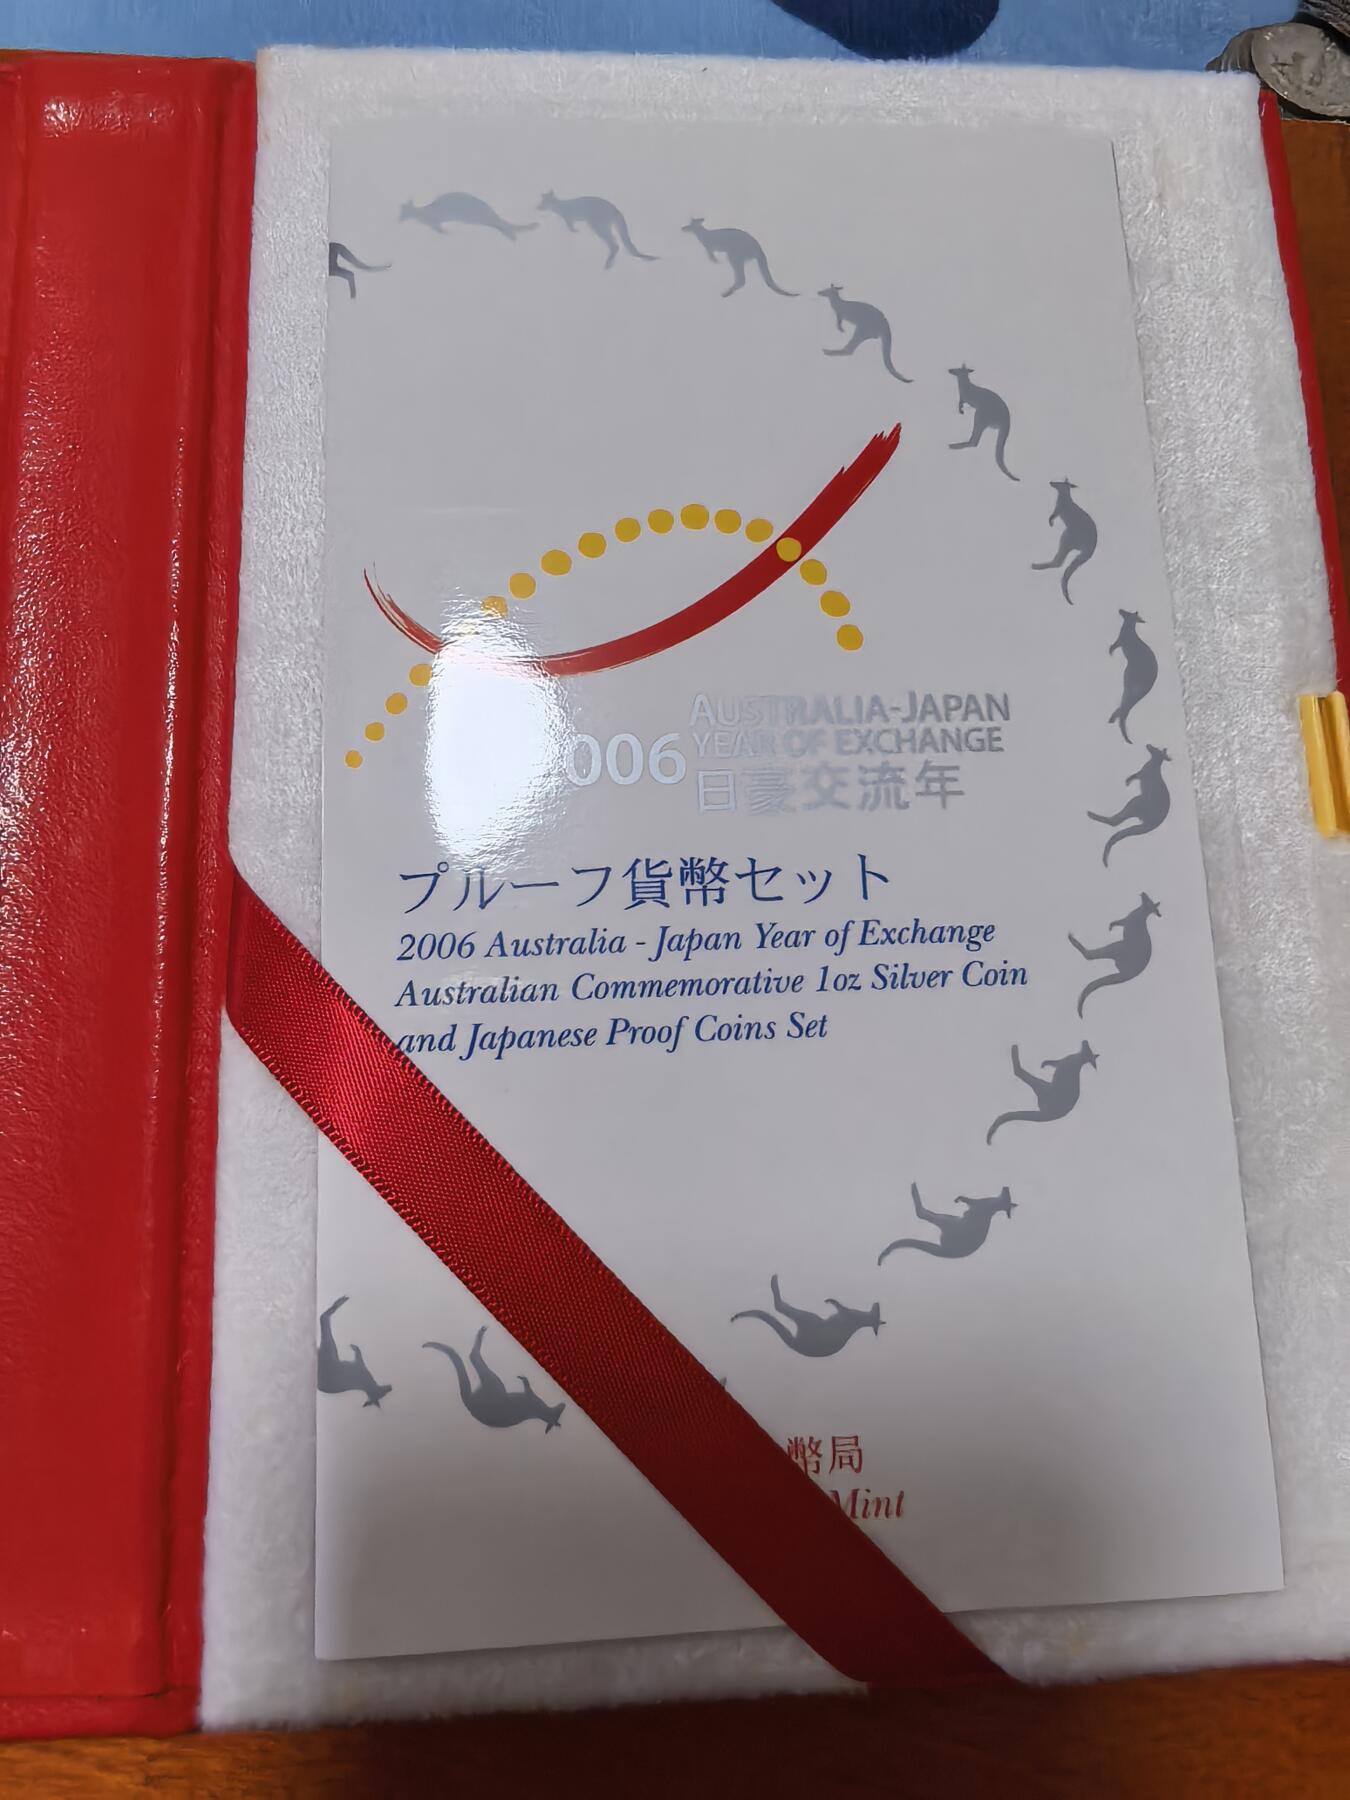 006
AUSTRALIA-JAPAN
YEAR OF EXCHANGE
日豪交流年
プルーフ貨幣セット
2006 Australia - Japan Year of Exchange
Australian Commemorative 1oz Silver Coin
and Japanese Proof Coins Set
幣局
Mint